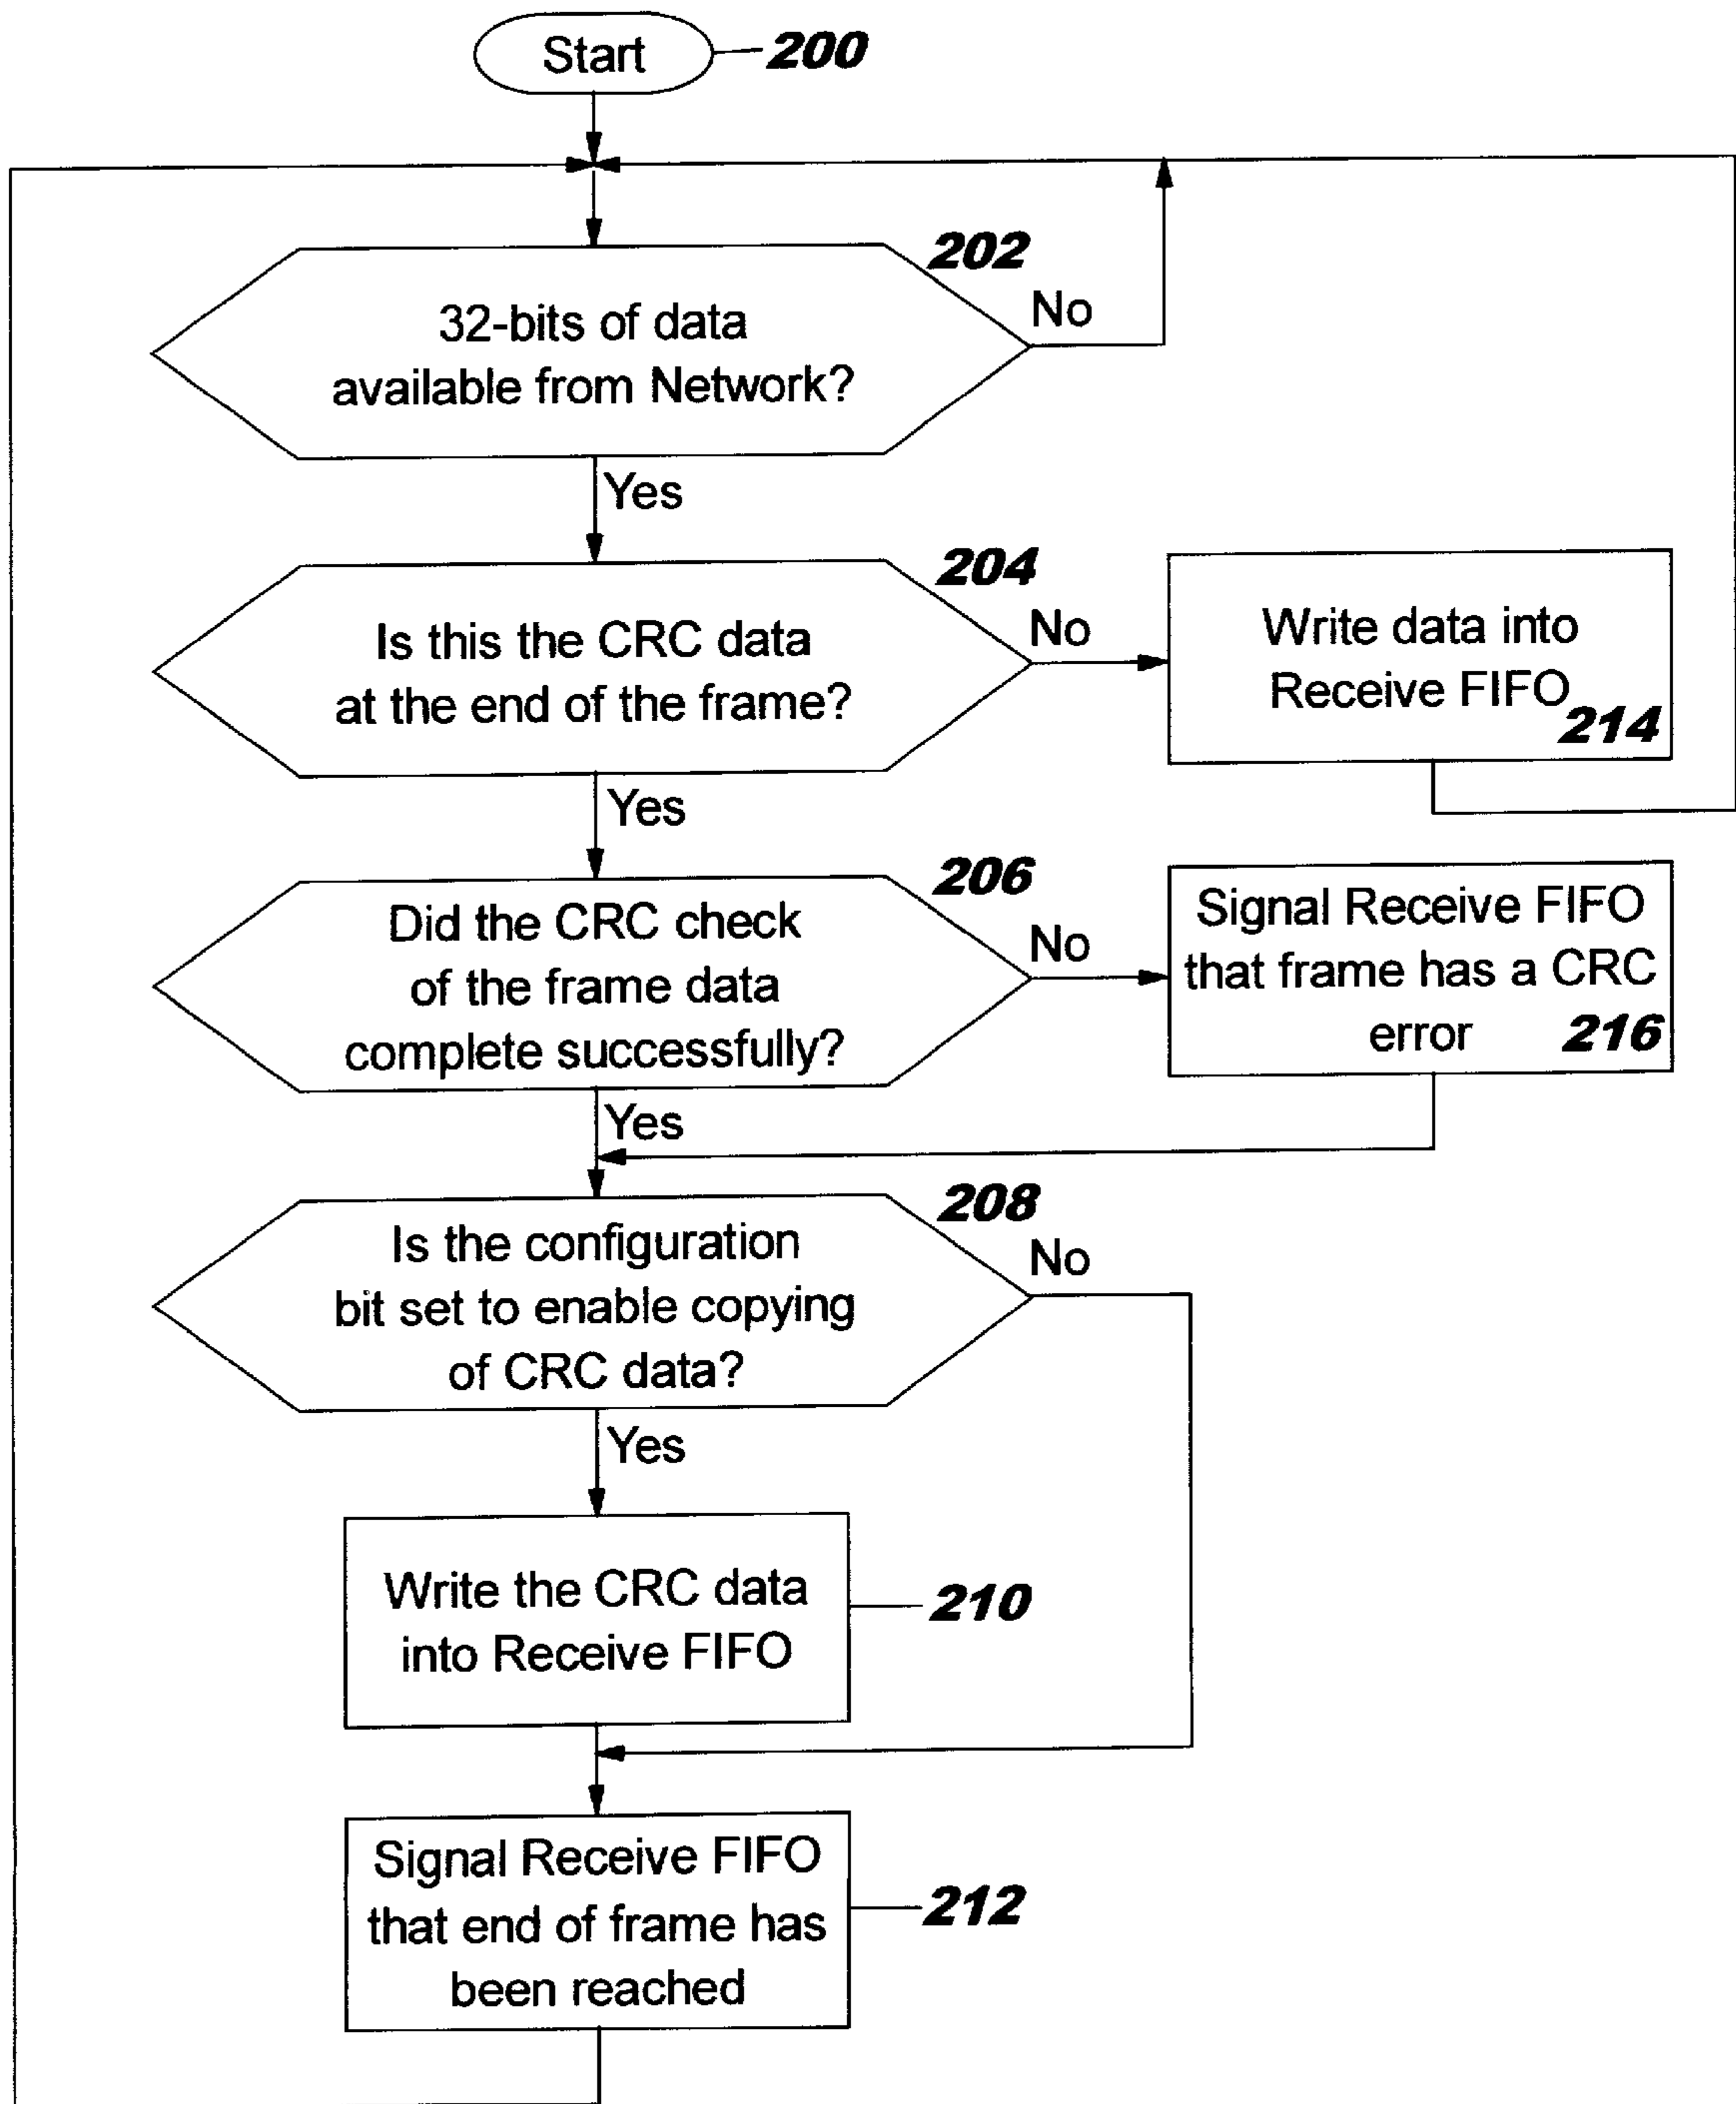 Start
200
202
32-bits of data
available from Network?
No
Yes
204
Is this the CRC data
at the end of the frame?
No
Write data into
Receive FIFO
214
Yes
206
Did the CRC check
of the frame data
complete successfully?
No
Signal Receive FIFO
that frame has a CRC
error
216
Yes
208
Is the configuration
bit set to enable copying
of CRC data?
No
Yes
Write the CRC data
into Receive FIFO
210
Signal Receive FIFO
that end of frame has
been reached
212